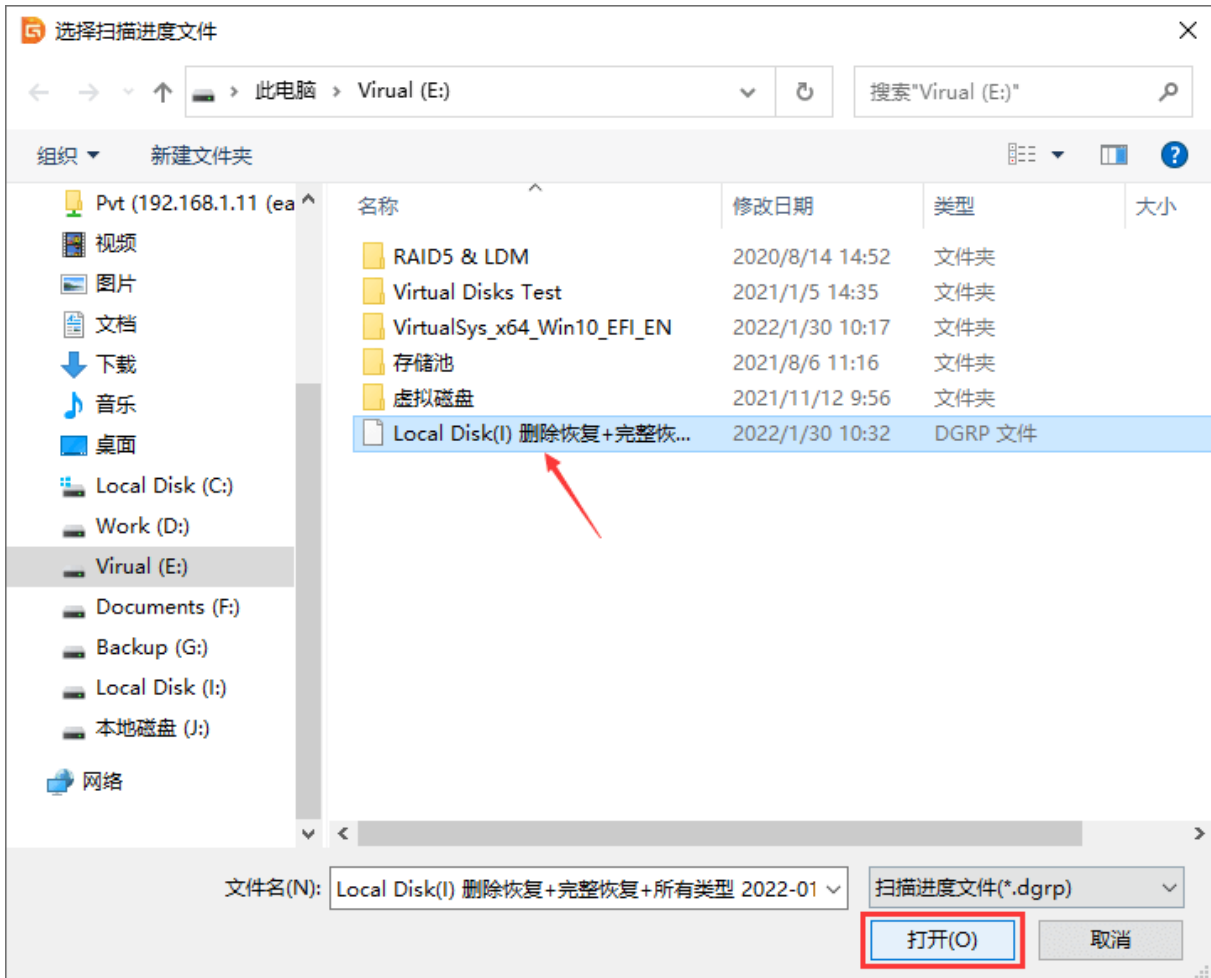 选择扫描进度文件
此电脑 Virual (E:)
搜索"Virual (E:)"
组织 新建文件夹
Pvt (192.168.1.11 (ea
视频
图片
文档
下载
音乐
桌面
Local Disk (C:)
Work (D:)
Virual (E:)
Documents (F:)
Backup (G:)
Local Disk (I:)
本地磁盘 (J:)
网络
名称 修改日期 类型 大小
RAID5 & LDM 2020/8/14 14:52 文件夹
Virtual Disks Test 2021/1/5 14:35 文件夹
VirtualSys_x64_Win10_EFI_EN 2022/1/30 10:17 文件夹
存储池 2021/8/6 11:16 文件夹
虚拟磁盘 2021/11/12 9:56 文件夹
Local Disk(I) 删除恢复+完整恢... 2022/1/30 10:32 DGRP 文件
文件名(N): Local Disk(I) 删除恢复+完整恢复+所有类型 2022-01 扫描进度文件(*.dgrp)
打开(O) 取消